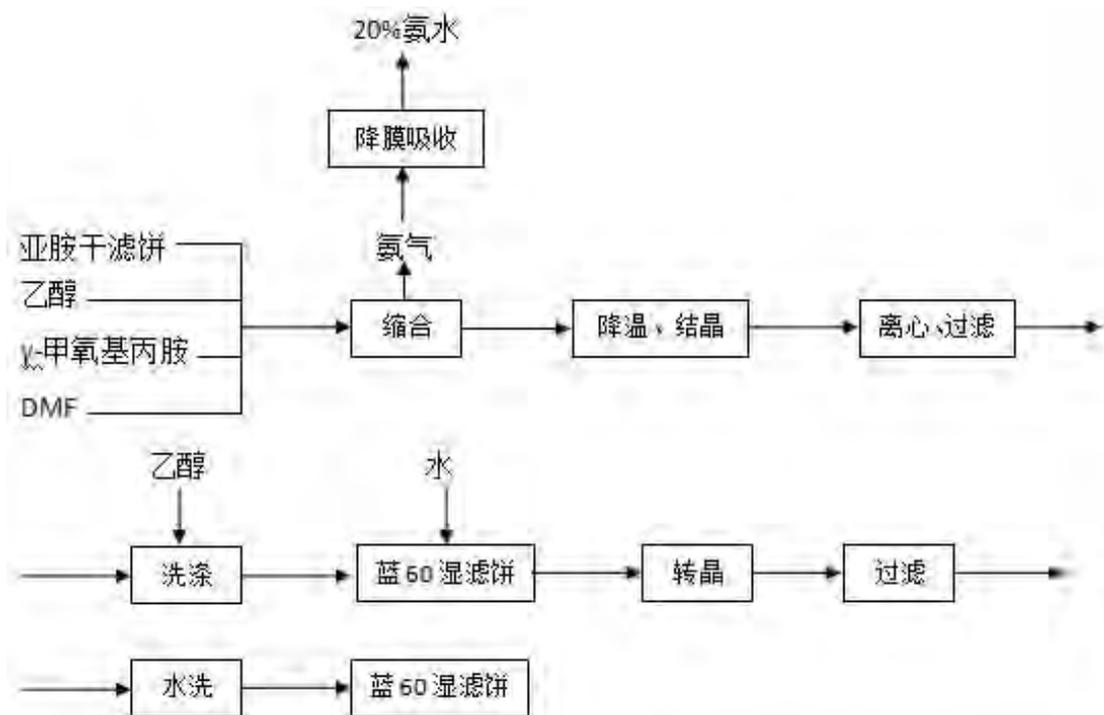 20%氨水
降膜吸收
氨气
亚胺干滤饼
乙醇
γ-甲氧基丙胺
DMF
缩合
降温、结晶
离心、过滤
乙醇
水
洗涤
蓝60湿滤饼
转晶
过滤
水洗
蓝60湿滤饼